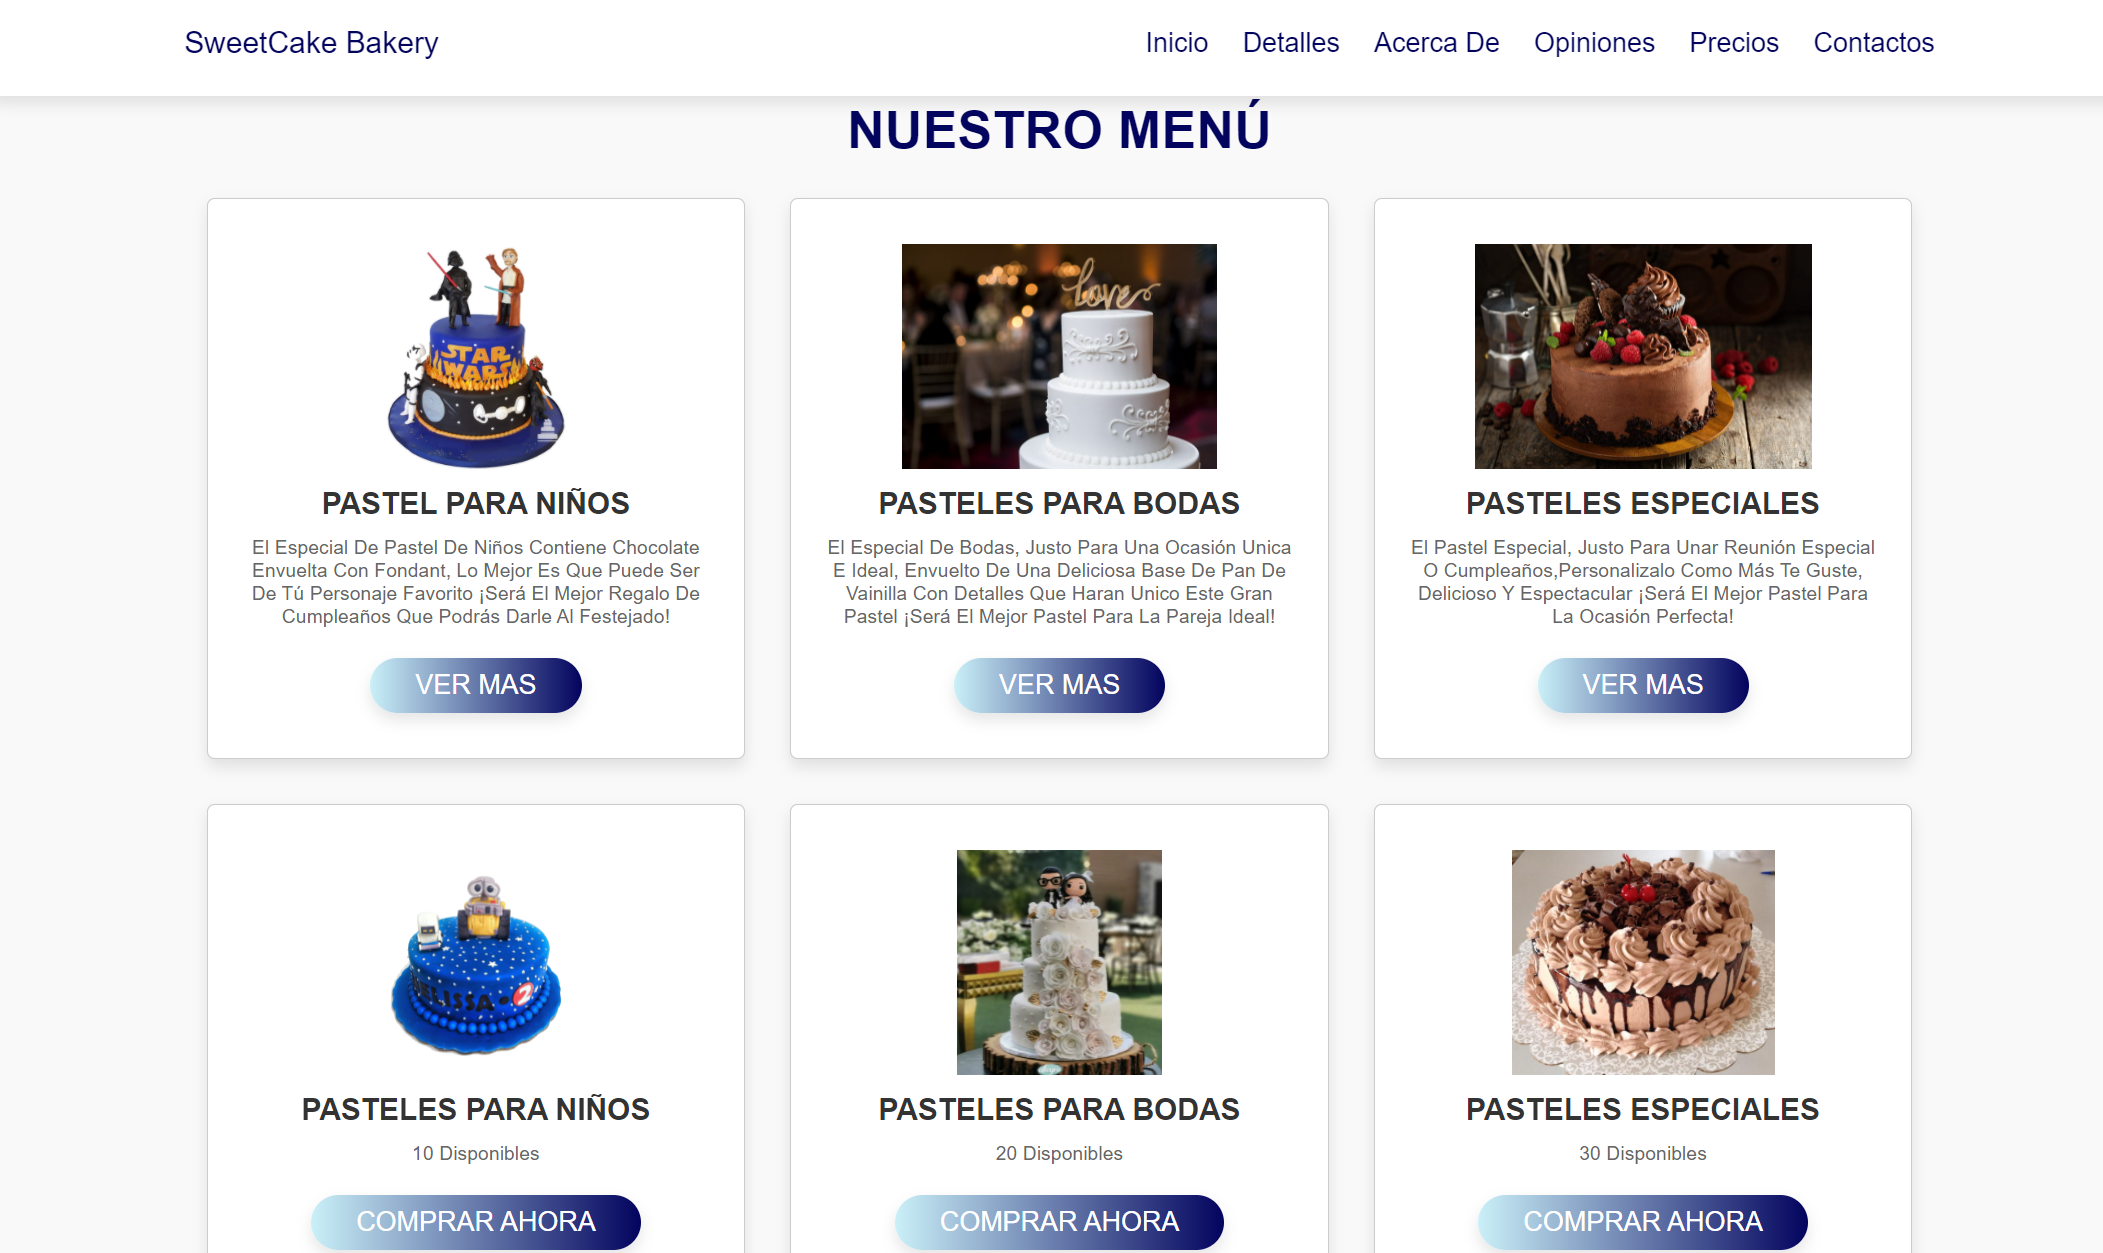 SweetCake Bakery
Inicio Detalles Acerca De Opiniones Precios Contactos
NUESTRO MENÚ
STAR
WARS
PASTEL PARA NIÑOS
El Especial De Pastel De Niños Contiene Chocolate
Envuelta Con Fondant, Lo Mejor Es Que Puede Ser
De Tú Personaje Favorito ¡Será El Mejor Regalo De
Cumpleaños Que Podrás Darle Al Festejado!
VER MAS
love
PASTELES PARA BODAS
El Especial De Bodas, Justo Para Una Ocasión Unica
E Ideal, Envuelto De Una Deliciosa Base De Pan De
Vainilla Con Detalles Que Haran Unico Este Gran
Pastel ¡Será El Mejor Pastel Para La Pareja Ideal!
VER MAS
PASTELES ESPECIALES
El Pastel Especial, Justo Para Unar Reunión Especial
O Cumpleaños,Personalizalo Como Más Te Guste,
Delicioso Y Espectacular ¡Será El Mejor Pastel Para
La Ocasión Perfecta!
VER MAS
2
PASTELES PARA NIÑOS
10 Disponibles
COMPRAR AHORA
PASTELES PARA BODAS
20 Disponibles
COMPRAR AHORA
PASTELES ESPECIALES
30 Disponibles
COMPRAR AHORA